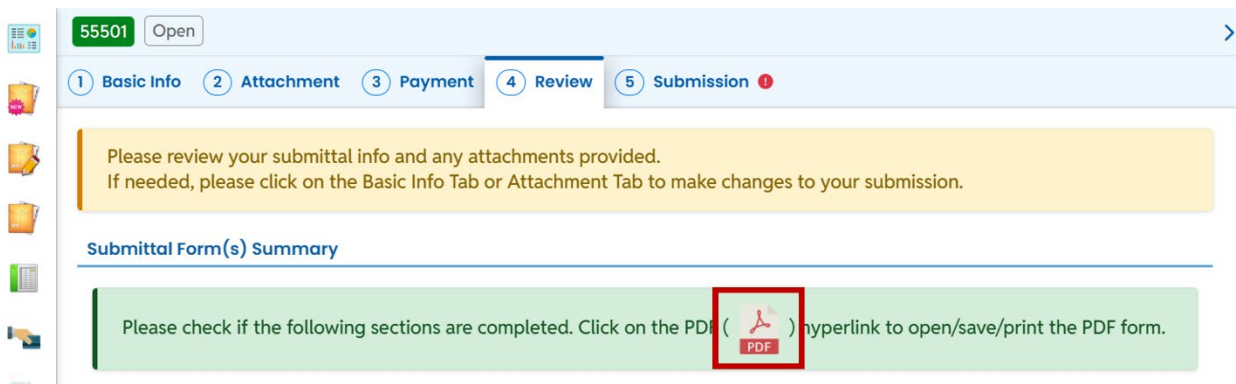 55501 Open
1 Basic Info 2 Attachment 3 Payment 4 Review 5 Submission
NEW
Please review your submittal info and any attachments provided.
If needed, please click on the Basic Info Tab or Attachment Tab to make changes to your submission.
Submittal Form(s) Summary
Please check if the following sections are completed. Click on the PDF ( PDF ) hyperlink to open/save/print the PDF form.